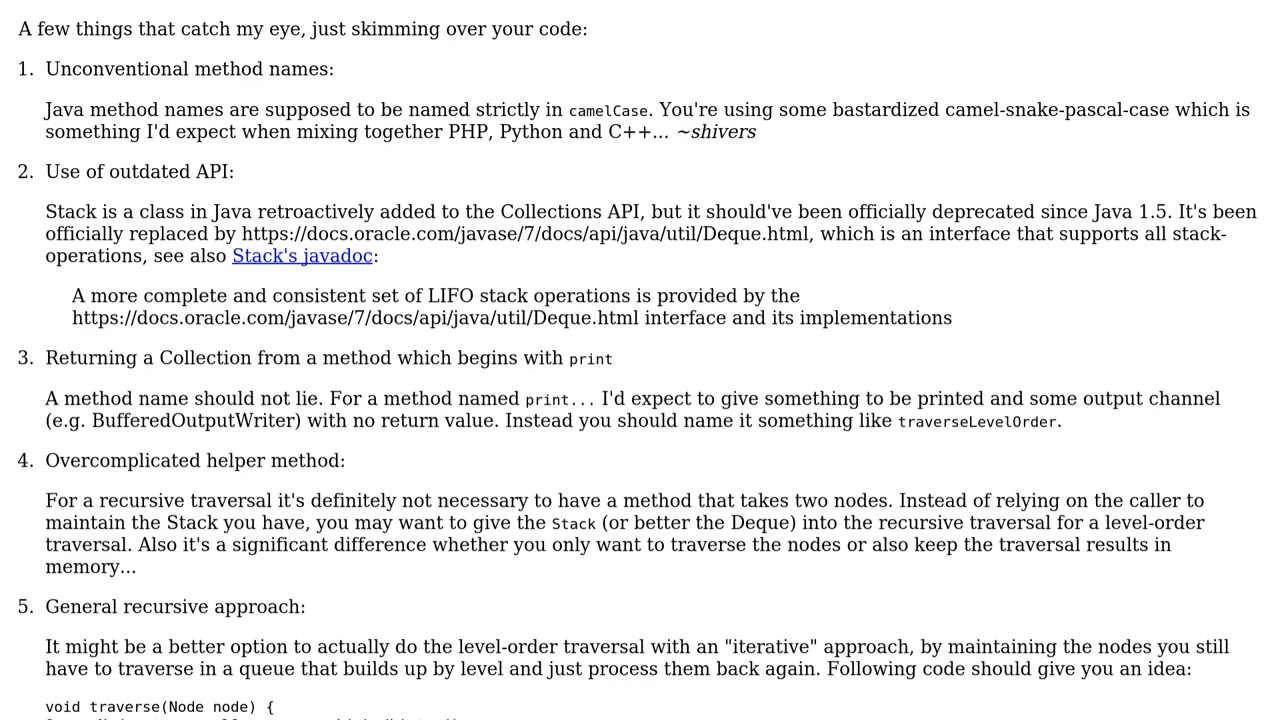 A few things that catch my eye, just skimming over your code:
1. Unconventional method names:
Java method names are supposed to be named strictly in camelCase. You're using some bastardized camel-snake-pascal-case which is
something I'd expect when mixing together PHP, Python and C++... ~shivers
2. Use of outdated API:
Stack is a class in Java retroactively added to the Collections API, but it should've been officially deprecated since Java 1.5. It's been
officially replaced by https://docs.oracle.com/javase/7/docs/api/java/util/Deque.html, which is an interface that supports all stack-
operations, see also Stack's javadoc:
A more complete and consistent set of LIFO stack operations is provided by the
https://docs.oracle.com/javase/7/docs/api/java/util/Deque.html interface and its implementations
3. Returning a Collection from a method which begins with print
A method name should not lie. For a method named print... I'd expect to give something to be printed and some output channel
(e.g. BufferedOutputWriter) with no return value. Instead you should name it something like traverseLevelOrder.
4. Overcomplicated helper method:
For a recursive traversal it's definitely not necessary to have a method that takes two nodes. Instead of relying on the caller to
maintain the Stack you have, you may want to give the Stack (or better the Deque) into the recursive traversal for a level-order
traversal. Also it's a significant difference whether you only want to traverse the nodes or also keep the traversal results in
memory...
5. General recursive approach:
It might be a better option to actually do the level-order traversal with an "iterative" approach, by maintaining the nodes you still
have to traverse in a queue that builds up by level and just process them back again. Following code should give you an idea:
void traverse(Node node) {